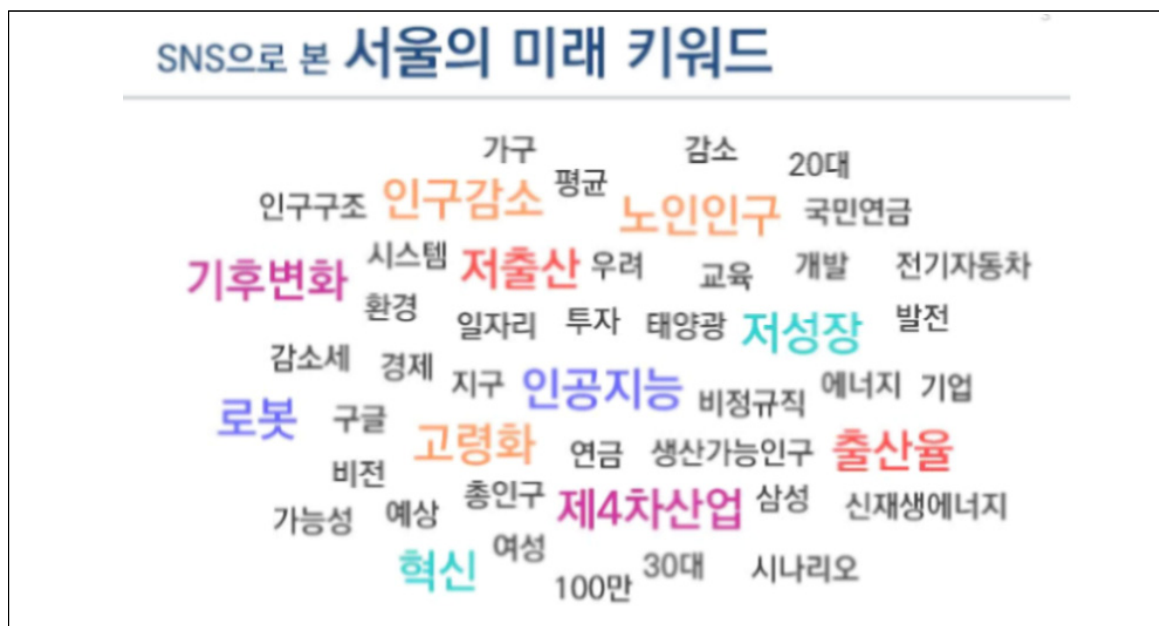 SNS으로 본 서울의 미래 키워드
가구 감소 20대
인구구조 인구감소 평균 노인인구 국민연금
기후변화 시스템 저출산 우려 교육 개발 전기자동차
환경 일자리 투자 태양광 저성장 발전
감소세 경제 지구 인공지능 비정규직 에너지 기업
로봇 구글 고령화 연금 생산가능인구 출산율
비전 총인구 제4차산업 삼성 신재생에너지
가능성 예상
혁신 여성 100만 30대 시나리오